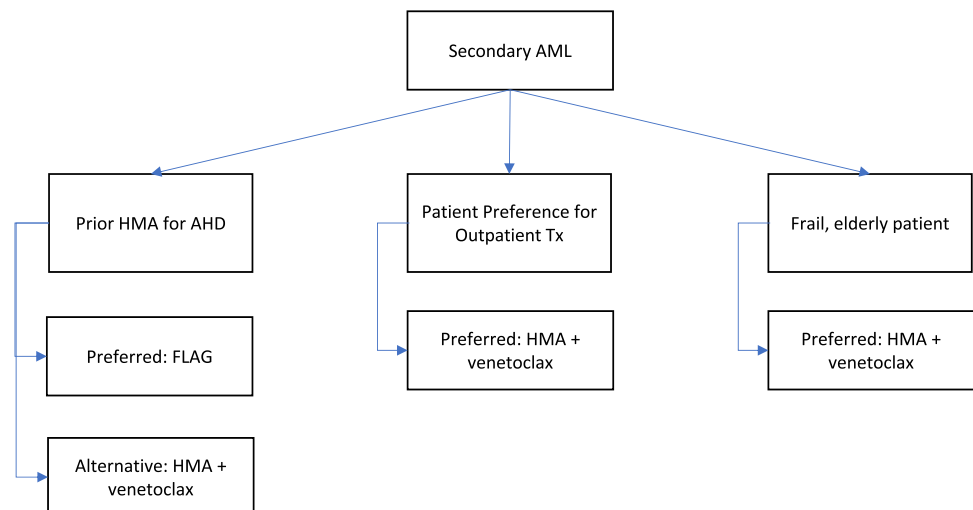 Secondary AML
Prior HMA for AHD
Patient Preference for
Outpatient Tx
Frail, elderly patient
Preferred: FLAG
Preferred: HMA +
venetoclax
Preferred: HMA +
venetoclax
Alternative: HMA +
venetoclax